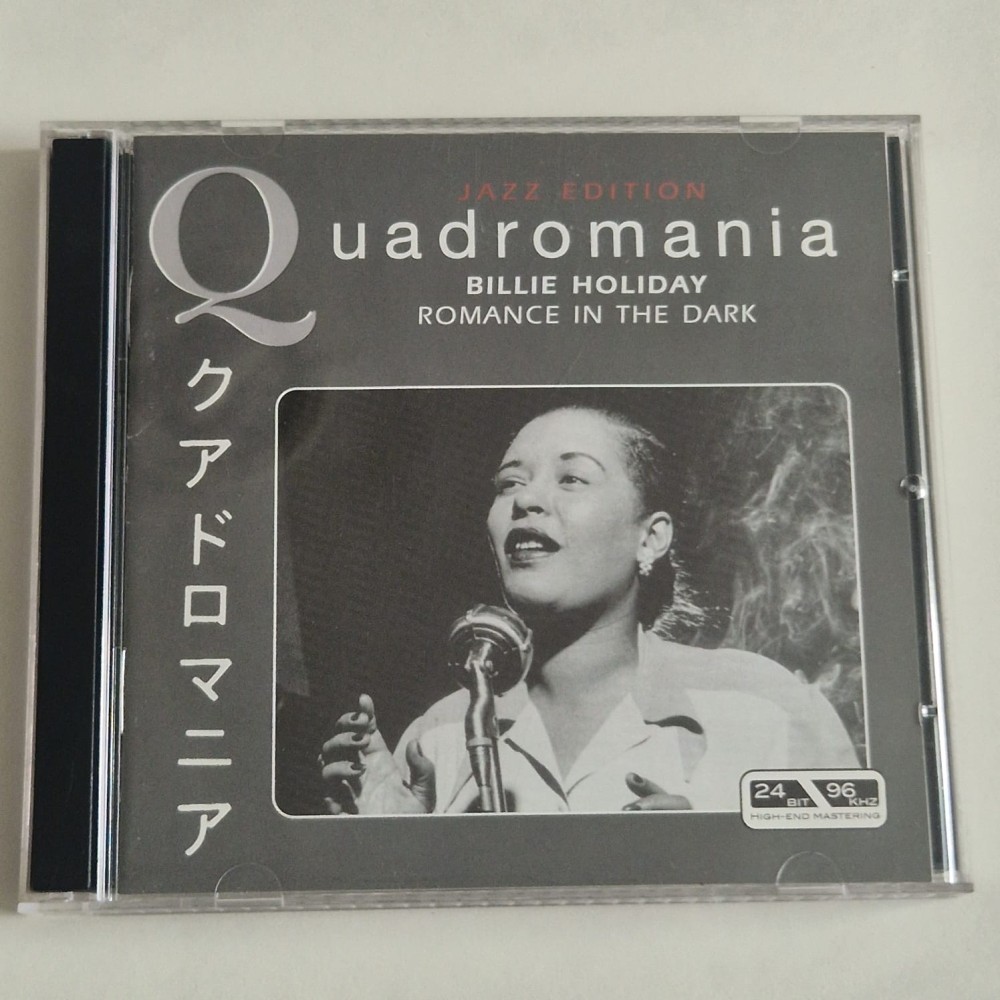 JAZZ EDITION
Quadromania
BILLIE HOLIDAY
ROMANCE IN THE DARK
クアドロマニア
24 BIT 96 KHZ
HIGH-END MASTERING